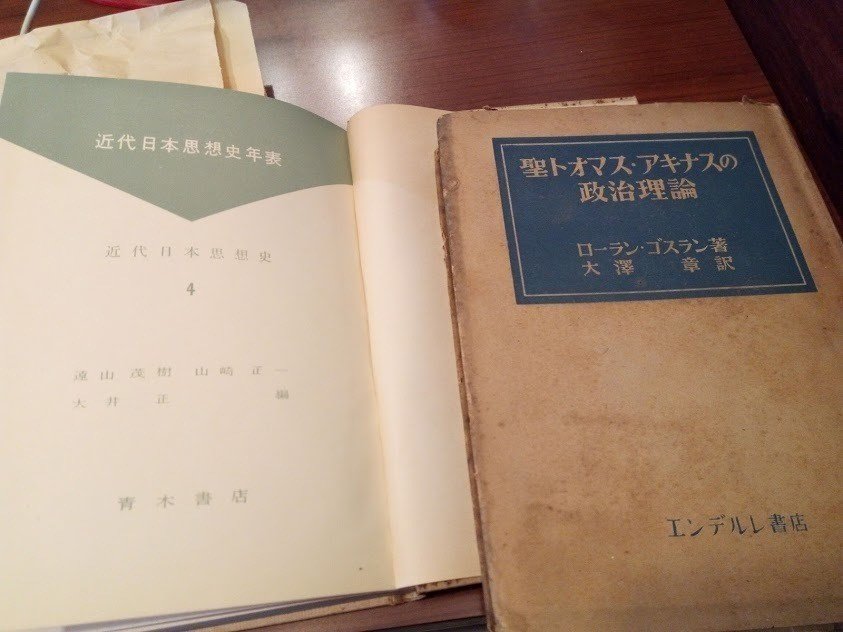 近代日本思想史年表
近代日本思想史
4
遠山茂樹 山崎正一
大井正 編
青木書店
聖トオマス・アキナスの
政治理論
ローラン・ゴスラン著
大澤 章訳
エンデルレ書店